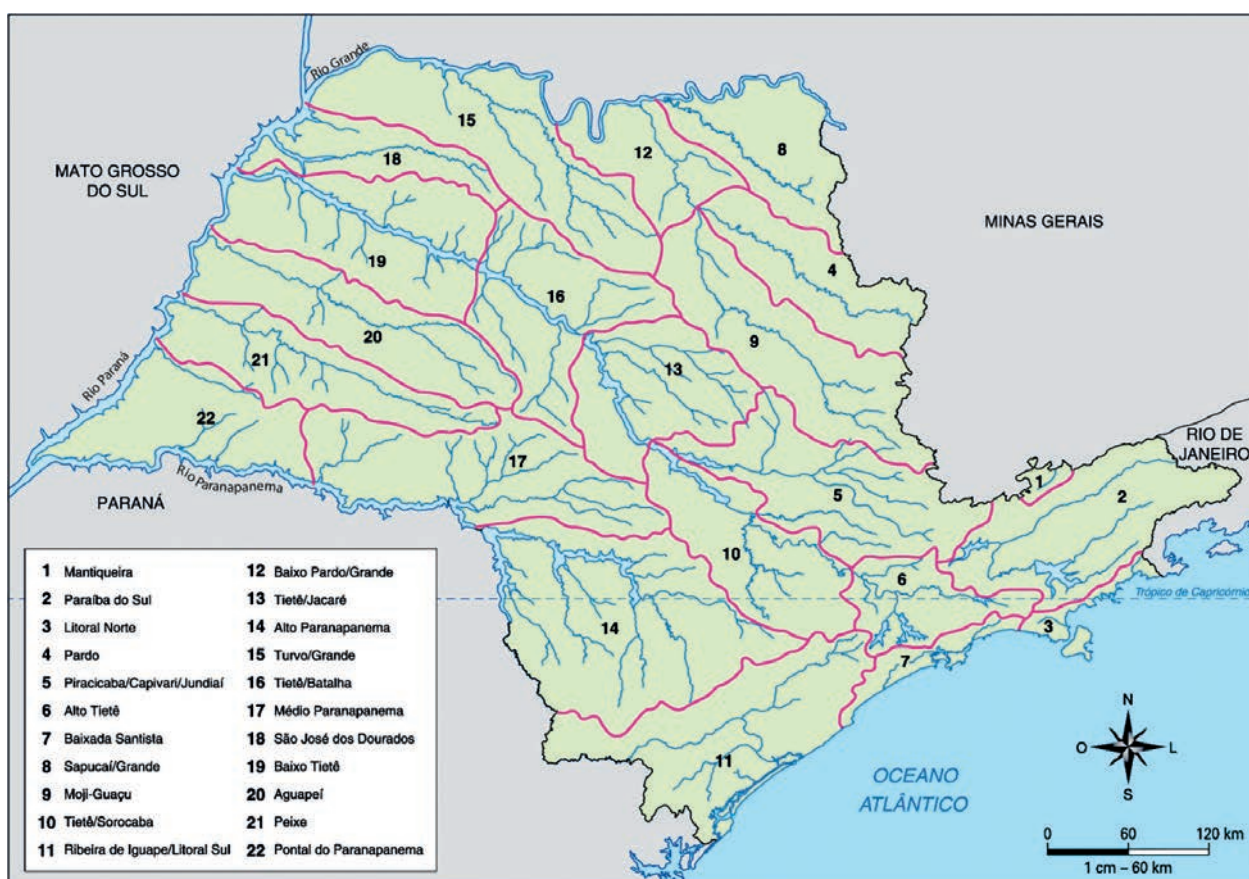 Rio Grande
15
12
8
MATO GROSSO
DO SUL
18
MINAS GERAIS
4
19
16
20
9
13
21
Rio Paraná
22
17
RIO DE
JANEIRO
Rio Paranapanema
PARANÁ
5
1
2
10
6
Trópico de Capricórnio
14
3
7
11
OCEANO
ATLÂNTICO
N
O L
S
0 60 120 km
1 cm – 60 km
1 Mantiqueira
2 Paraíba do Sul
3 Litoral Norte
4 Pardo
5 Piracicaba/Capivari/Jundiaí
6 Alto Tietê
7 Baixada Santista
8 Sapucaí/Grande
9 Moji-Guaçu
10 Tietê/Sorocaba
11 Ribeira de Iguape/Litoral Sul
12 Baixo Pardo/Grande
13 Tietê/Jacaré
14 Alto Paranapanema
15 Turvo/Grande
16 Tietê/Batalha
17 Médio Paranapanema
18 São José dos Dourados
19 Baixo Tietê
20 Aguapeí
21 Peixe
22 Pontal do Paranapanema